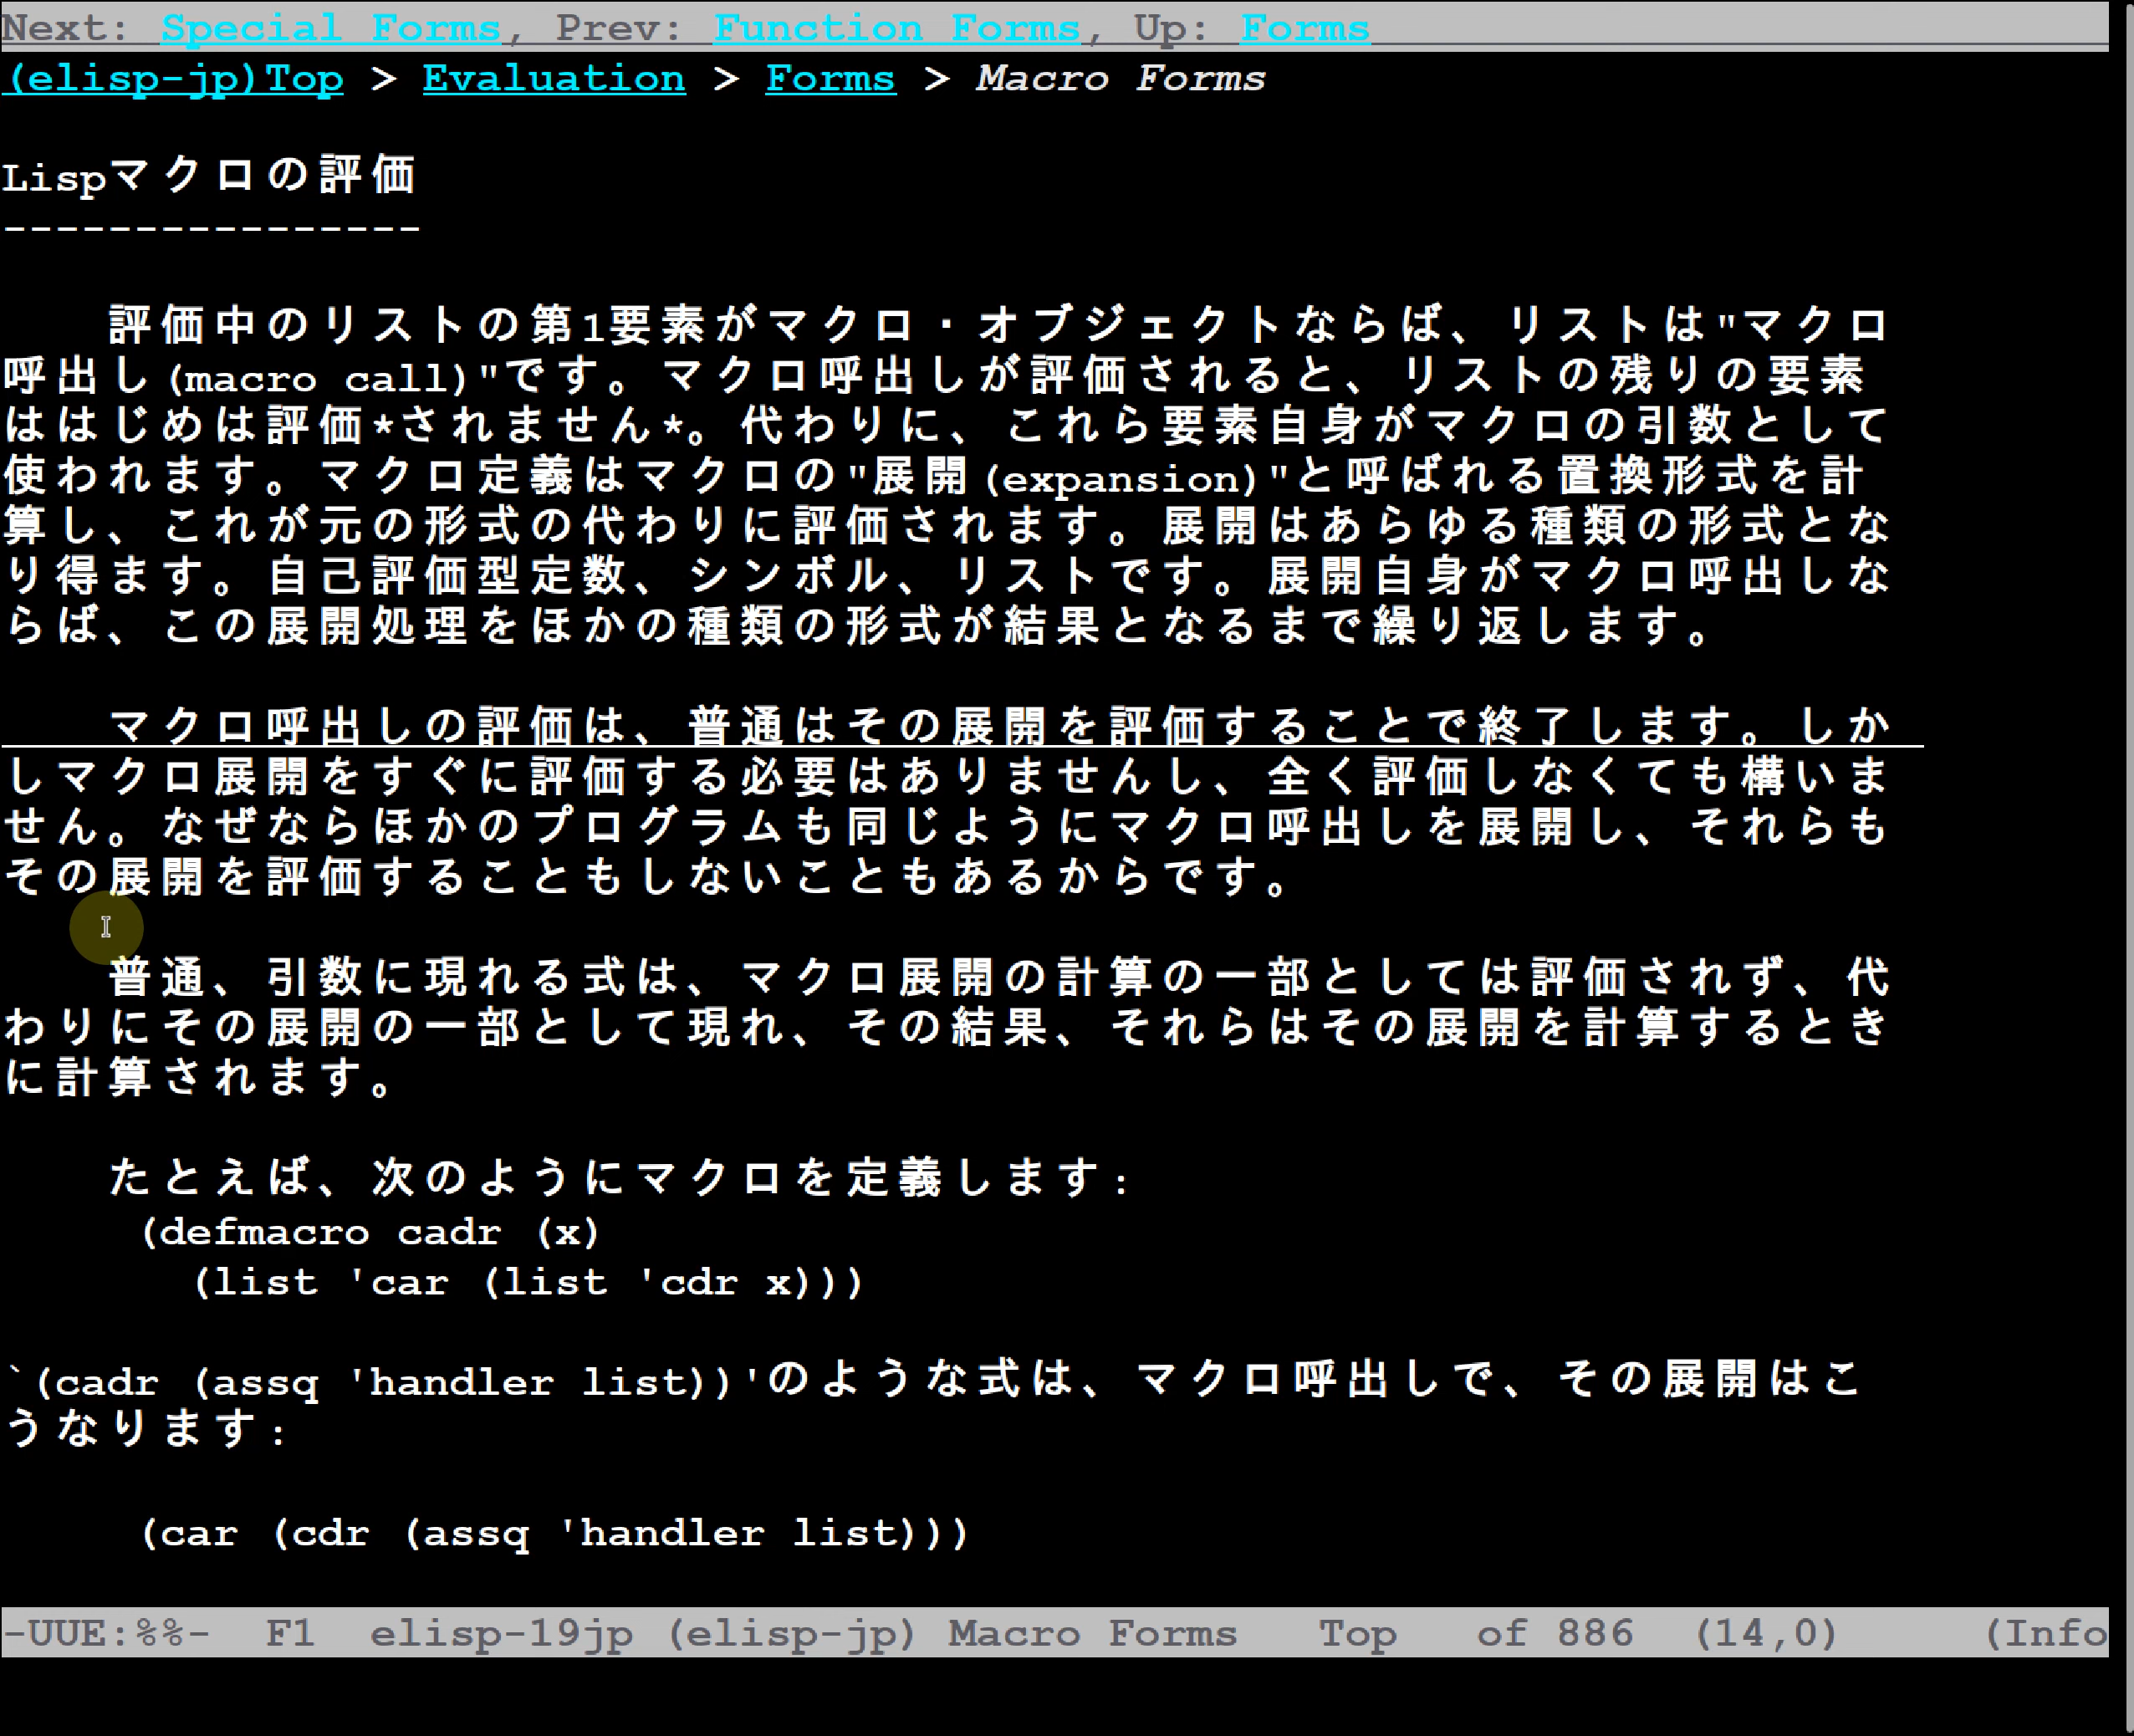 Next: Special Forms, Prev: Function Forms, Up: Forms
(elisp-jp)Top > Evaluation > Forms > Macro Forms
Lispマクロの評価
----------------
評価中のリストの第1要素がマクロ・オブジェクトならば、リストは"マクロ
呼出し(macro call)"です。マクロ呼出しが評価されると、リストの残りの要素
ははじめは評価*されません*。代わりに、これら要素自身がマクロの引数として
使われます。マクロ定義はマクロの"展開(expansion)"と呼ばれる置換形式を計
算し、これが元の形式の代わりに評価されます。展開はあらゆる種類の形式とな
り得ます。自己評価型定数、シンボル、リストです。展開自身がマクロ呼出しな
らば、この展開処理をほかの種類の形式が結果となるまで繰り返します。
マクロ呼出しの評価は、普通はその展開を評価することで終了します。しか
しマクロ展開をすぐに評価する必要はありませんし、全く評価しなくても構いま
せん。なぜならほかのプログラムも同じようにマクロ呼出しを展開し、それらも
その展開を評価することもしないこともあるからです。
普通、引数に現れる式は、マクロ展開の計算の一部としては評価されず、代
わりにその展開の一部として現れ、その結果、それらはその展開を計算するとき
に計算されます。
たとえば、次のようにマクロを定義します:
(defmacro cadr (x)
(list 'car (list 'cdr x)))
`(cadr (assq 'handler list))'のような式は、マクロ呼出しで、その展開はこ
うなります:
(car (cdr (assq 'handler list)))
-UUE:%%-  F1  elisp-19jp (elisp-jp) Macro Forms   Top   of 886  (14,0)     (Info